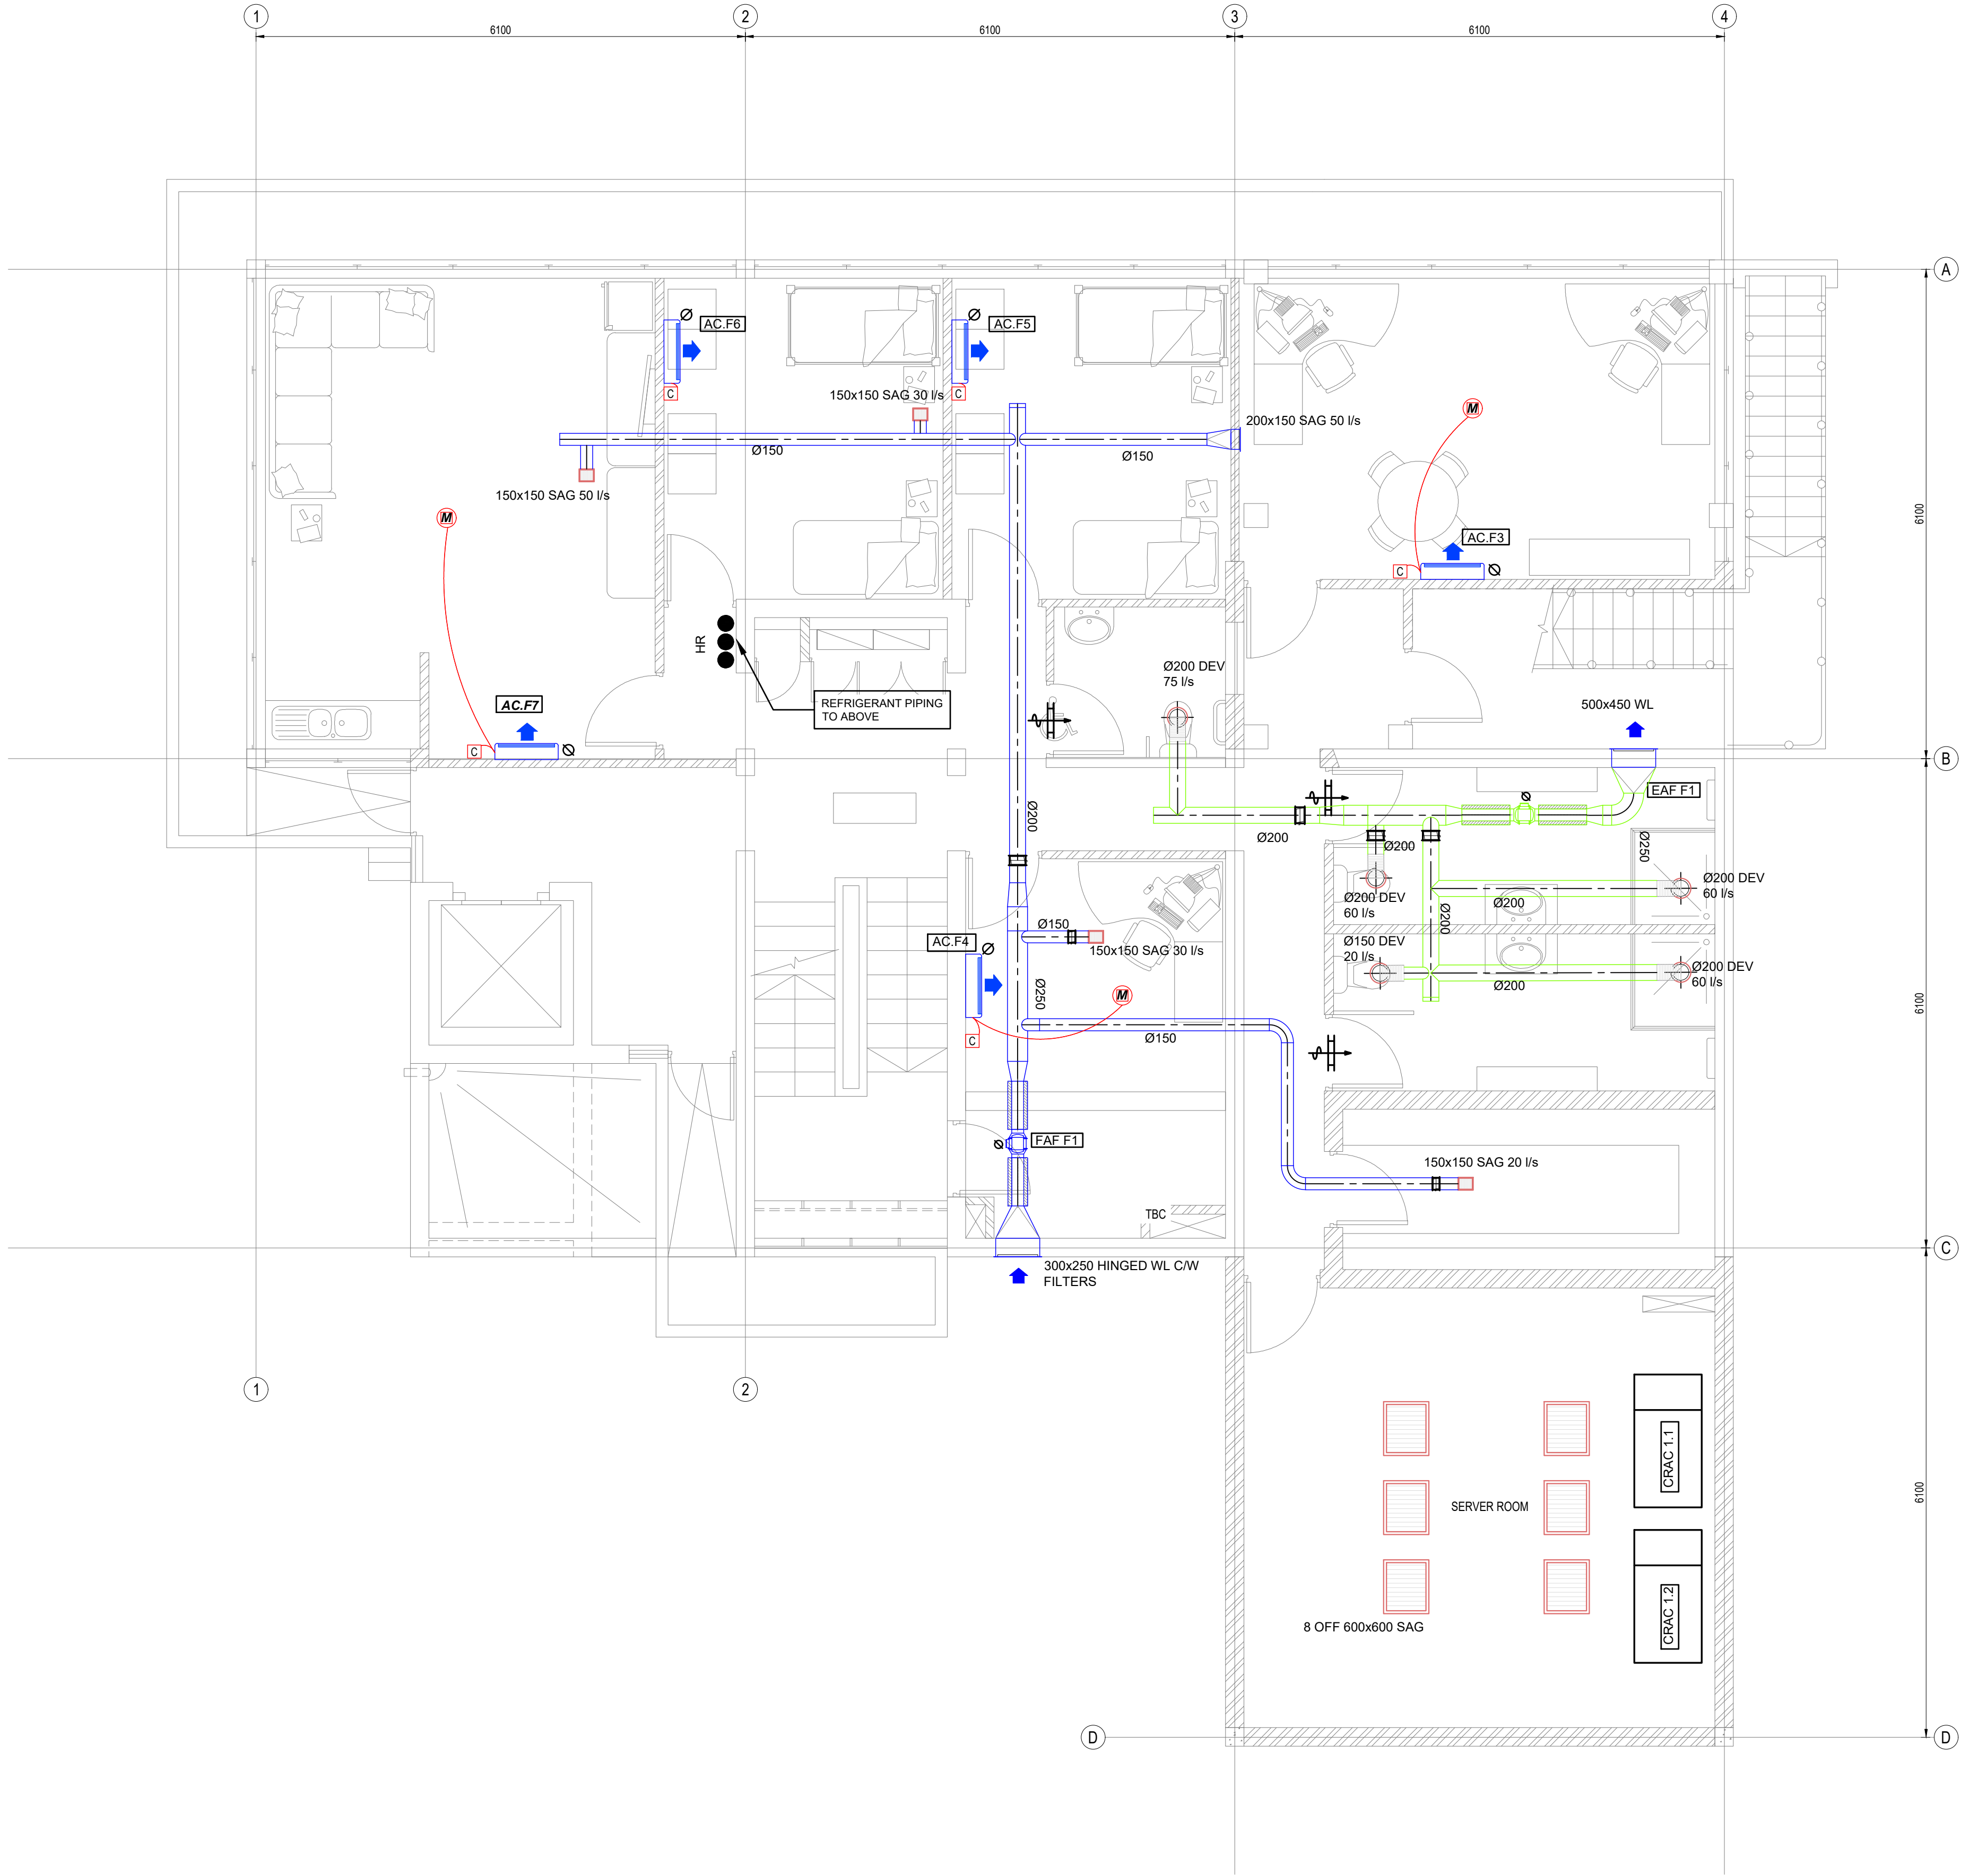 1
2
3
4
6100
6100
6100
A
AC.F6
Ø
AC.F5
Ø
C
C
150x150 SAG 30 l/s
M
200x150 SAG 50 l/s
Ø150
Ø150
150x150 SAG 50 l/s
M
6100
AC.F3
C
Ø
HR
Ø200 DEV
75 l/s
REFRIGERANT PIPING
TO ABOVE
AC.F7
C
Ø
500x450 WL
B
EAF F1
Ø
Ø200
Ø200
Ø200
Ø250
Ø200 DEV
60 l/s
Ø200 DEV
60 l/s
Ø200
Ø200
Ø150
AC.F4
Ø
150x150 SAG 30 l/s
Ø150 DEV
20 l/s
Ø200 DEV
60 l/s
Ø200
Ø250
M
6100
C
Ø150
FAF F1
Ø
150x150 SAG 20 l/s
TBC
C
300x250 HINGED WL C/W
FILTERS
1
2
CRAC 1.1
6100
SERVER ROOM
CRAC 1.2
8 OFF 600x600 SAG
D
D